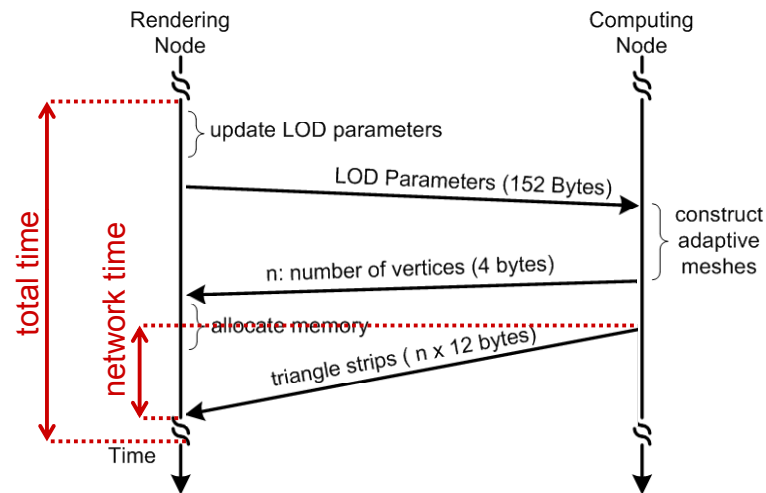 Rendering
Node
Computing
Node
update LOD parameters
LOD Parameters (152 Bytes)
construct
adaptive
meshes
n: number of vertices (4 bytes)
allocate memory
triangle strips ( n x 12 bytes)
total time
network time
Time